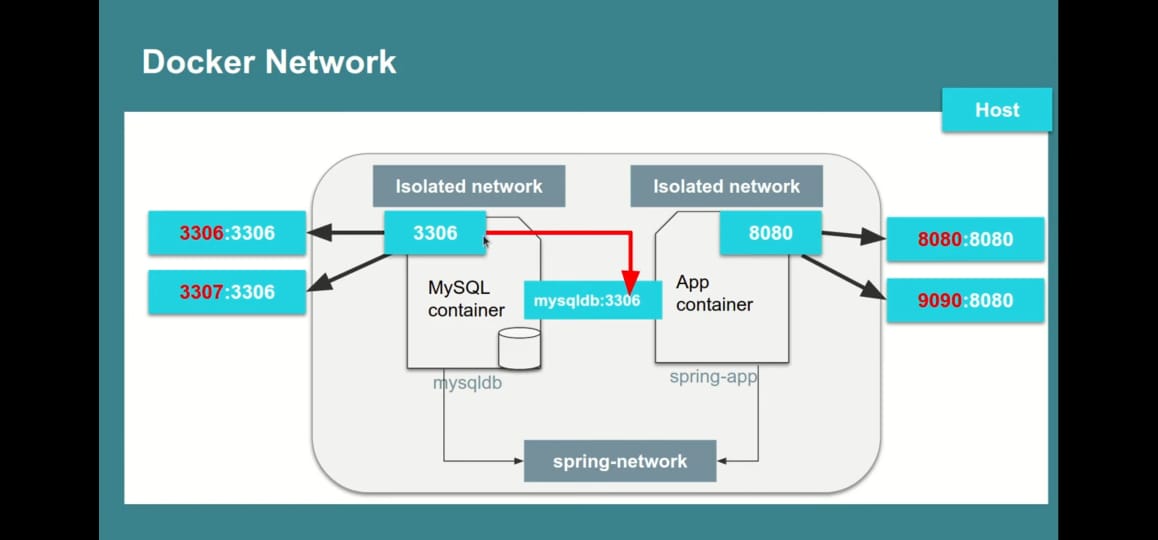 Docker Network
Host
Isolated network
Isolated network
3306:3306
3306
8080
8080:8080
3307:3306
MySQL
container
mysqldb:3306
App
container
9090:8080
mysqldb
spring-app
spring-network